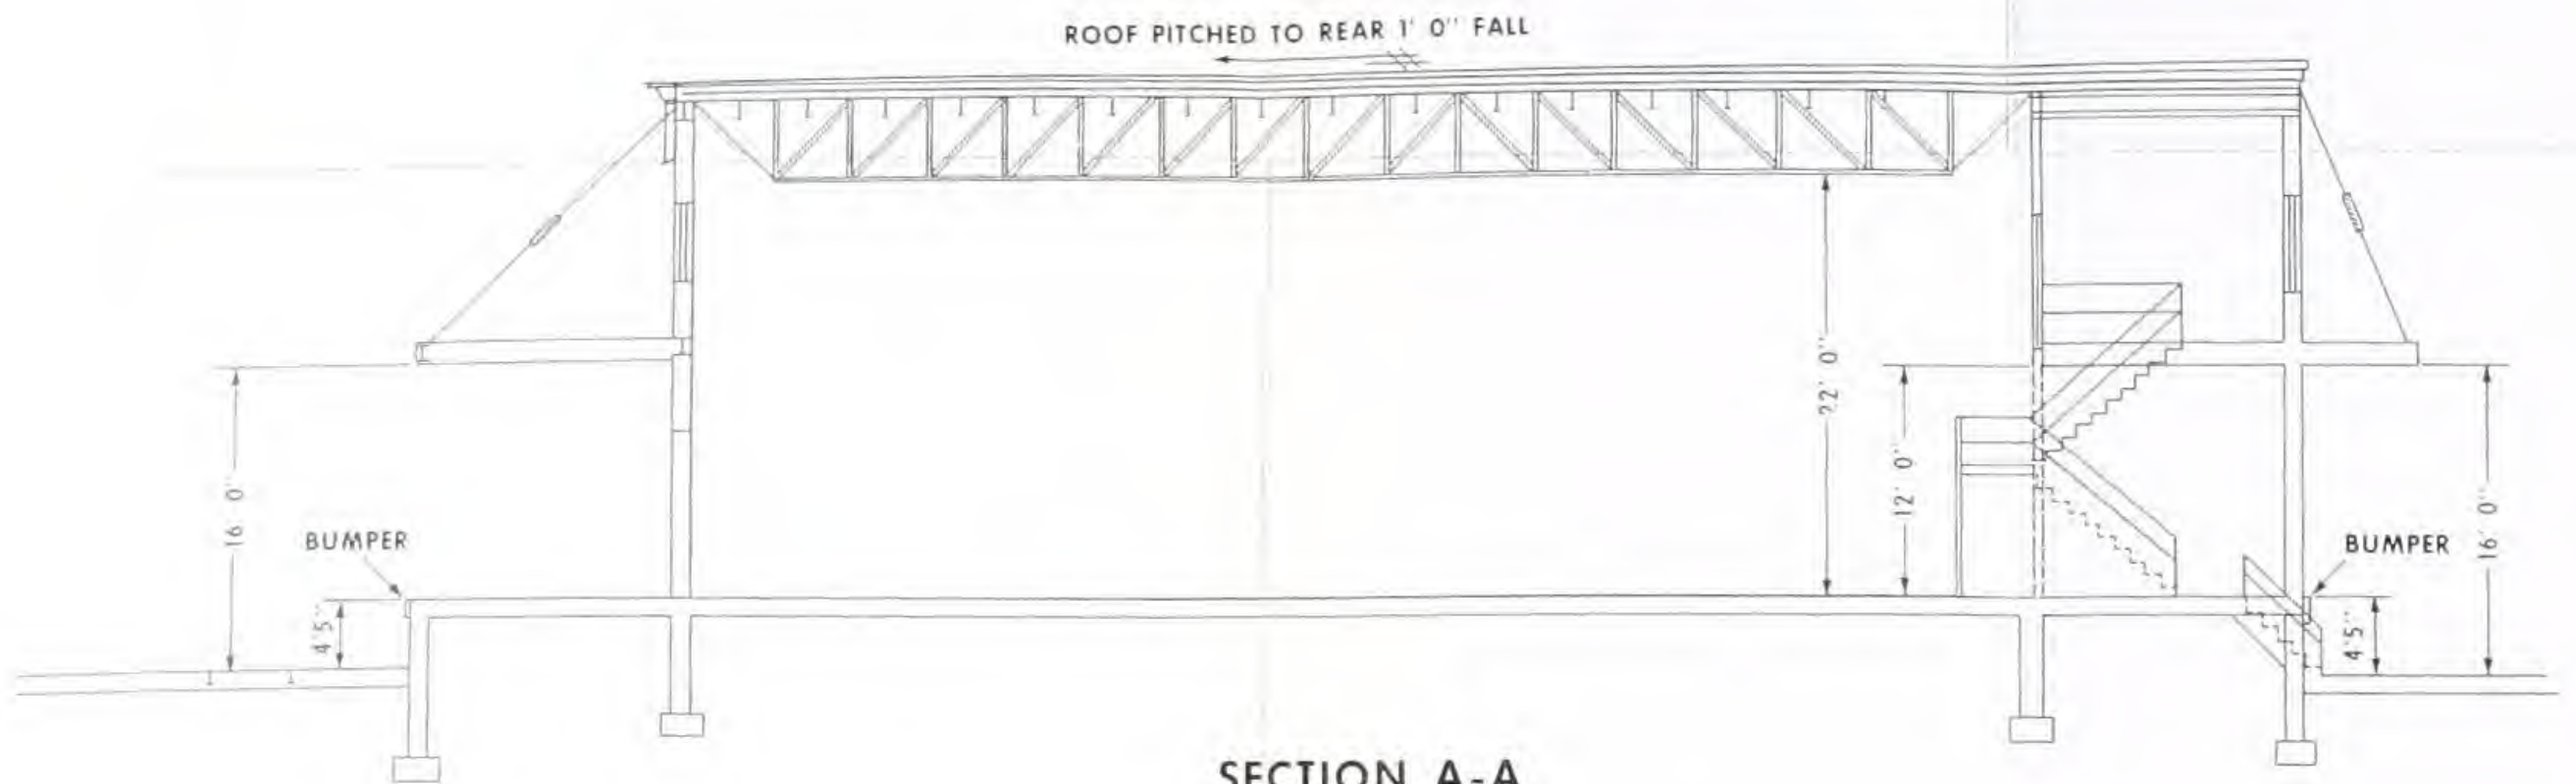 ROOF PITCHED TO REAR 1' 0'' FALL
22' 0''
12' 0''
16' 0''
BUMPER
4'5''
BUMPER
16' 0''
4'5''
SECTION A-A